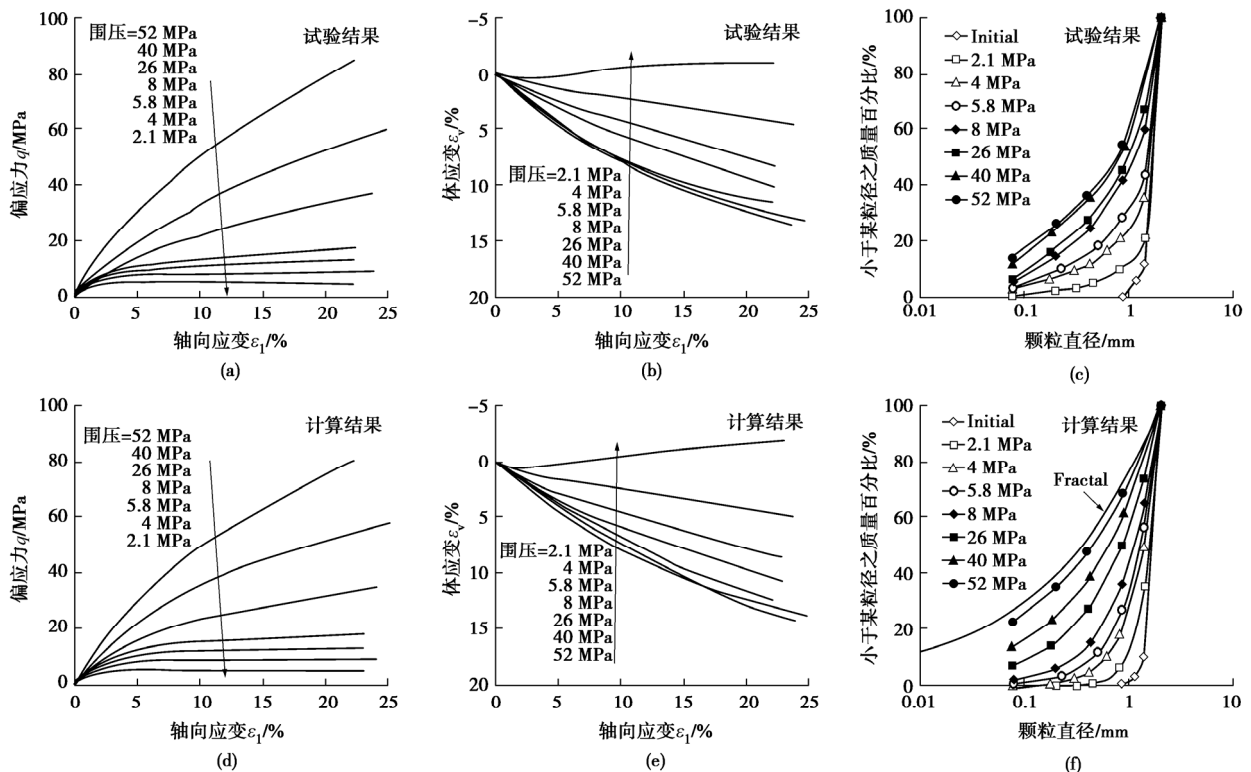 100
80
60
40
20
0
偏应力q/MPa
围压=52 MPa
40 MPa
26 MPa
8 MPa
5.8 MPa
4 MPa
2.1 MPa
试验结果
0 5 10 15 20 25
轴向应变ε₁/%
(a)
-5
0
5
10
15
20
体应变εᵥ/%
试验结果
围压=2.1 MPa
4 MPa
5.8 MPa
8 MPa
26 MPa
40 MPa
52 MPa
0 5 10 15 20 25
轴向应变ε₁/%
(b)
100
80
60
40
20
0
小于某粒径之质量百分比/%
试验结果
Initial
2.1 MPa
4 MPa
5.8 MPa
8 MPa
26 MPa
40 MPa
52 MPa
0.01 0.1 1 10
颗粒直径/mm
(c)
100
80
60
40
20
0
偏应力q/MPa
计算结果
围压=52 MPa
40 MPa
26 MPa
8 MPa
5.8 MPa
4 MPa
2.1 MPa
0 5 10 15 20 25
轴向应变ε₁/%
(d)
-5
0
5
10
15
20
体应变εᵥ/%
计算结果
围压=2.1 MPa
4 MPa
5.8 MPa
8 MPa
26 MPa
40 MPa
52 MPa
0 5 10 15 20 25
轴向应变ε₁/%
(e)
100
80
60
40
20
0
小于某粒径之质量百分比/%
计算结果
Initial
2.1 MPa
4 MPa
5.8 MPa
8 MPa
26 MPa
40 MPa
52 MPa
Fractal
0.01 0.1 1 10
颗粒直径/mm
(f)